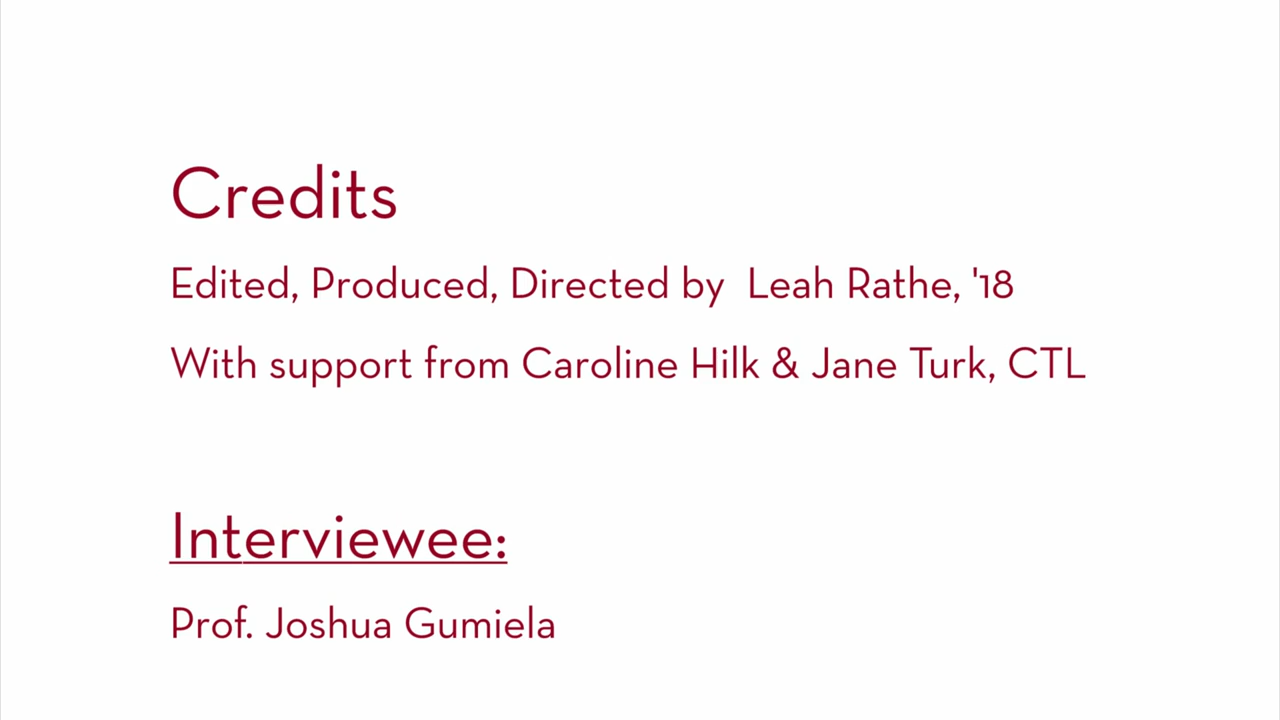 Credits
Edited, Produced, Directed by  Leah Rathe, '18
With support from Caroline Hilk & Jane Turk, CTL
Interviewee:
Prof. Joshua Gumiela